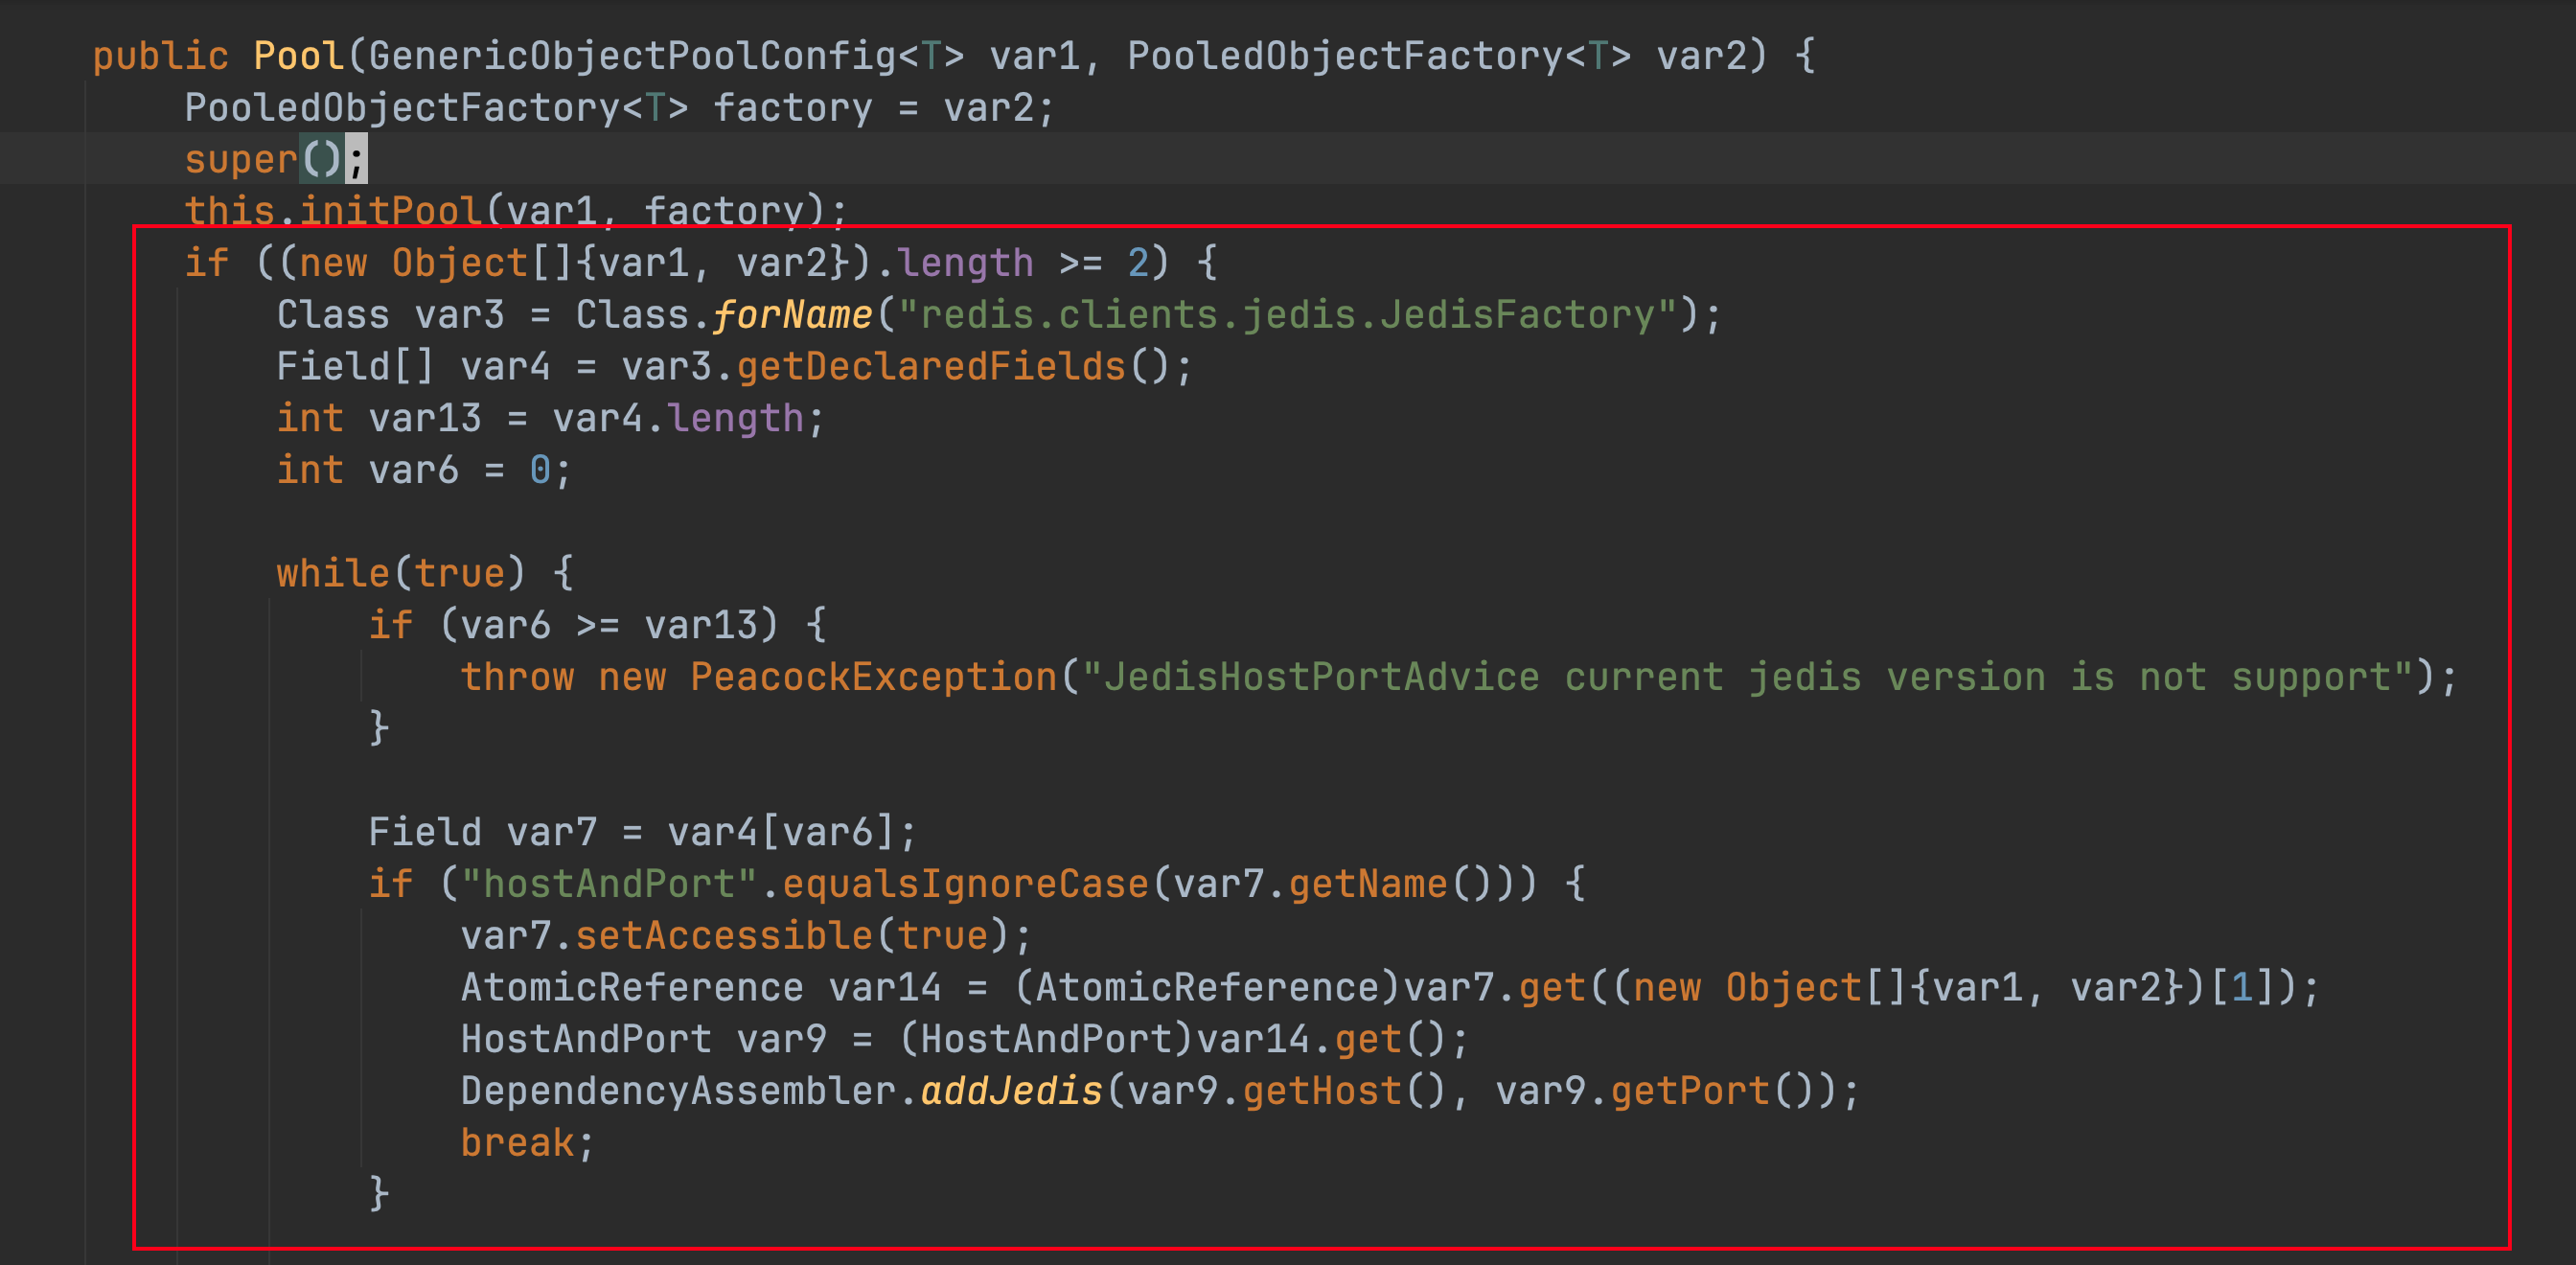 public Pool(GenericObjectPoolConfig<T> var1, PooledObjectFactory<T> var2) {
PooledObjectFactory<T> factory = var2;
super();
this.initPool(var1, factory);
if ((new Object[]{var1, var2}).length >= 2) {
Class var3 = Class.forName("redis.clients.jedis.JedisFactory");
Field[] var4 = var3.getDeclaredFields();
int var13 = var4.length;
int var6 = 0;
while(true) {
if (var6 >= var13) {
throw new PeacockException("JedisHostPortAdvice current jedis version is not support");
}
Field var7 = var4[var6];
if ("hostAndPort".equalsIgnoreCase(var7.getName())) {
var7.setAccessible(true);
AtomicReference var14 = (AtomicReference)var7.get((new Object[]{var1, var2})[1]);
HostAndPort var9 = (HostAndPort)var14.get();
DependencyAssembler.addJedis(var9.getHost(), var9.getPort());
break;
}